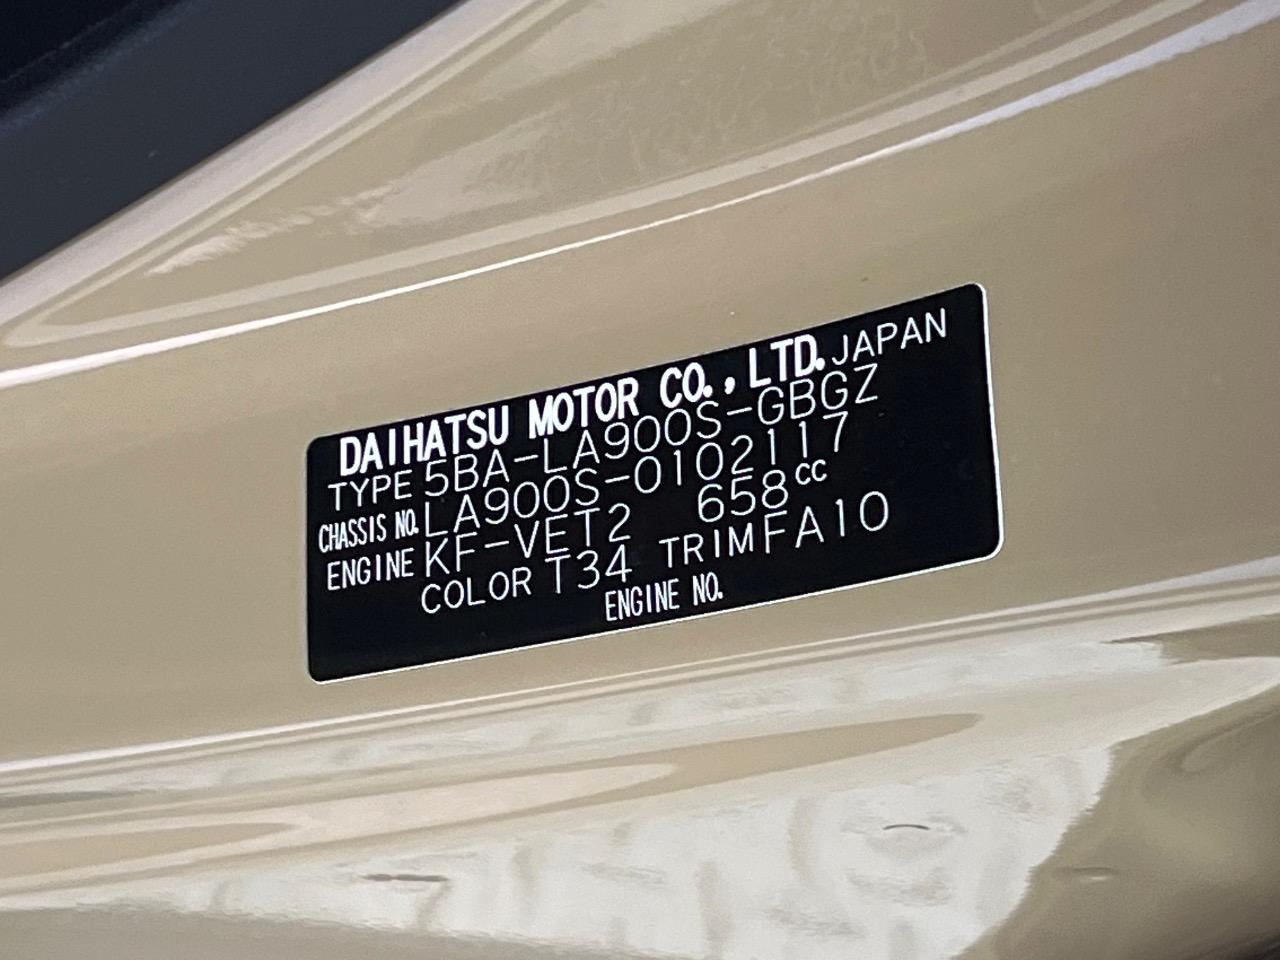 DAIHATSU MOTOR CO., LTD. JAPAN
TYPE 5BA-LA900S-GBGZ
CHASSIS NO. LA900S-0102117
ENGINE KF-VET2 658cc
COLOR T34 TRIM FA10
ENGINE NO.